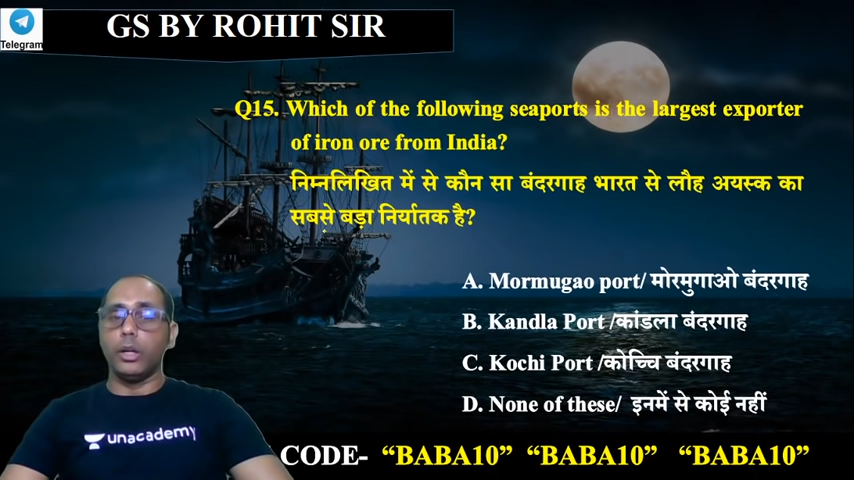 Telegram
GS BY ROHIT SIR
Q15. Which of the following seaports is the largest exporter
of iron ore from India?
निम्नलिखित में से कौन सा बंदरगाह भारत से लौह अयस्क का
सबसे बड़ा निर्यातक है?
A. Mormugao port/ मोरमुगाओ बंदरगाह
B. Kandla Port /कांडला बंदरगाह
C. Kochi Port /कोच्चि बंदरगाह
D. None of these/ इनमें से कोई नहीं
unacademy
CODE- “BABA10” “BABA10” “BABA10”